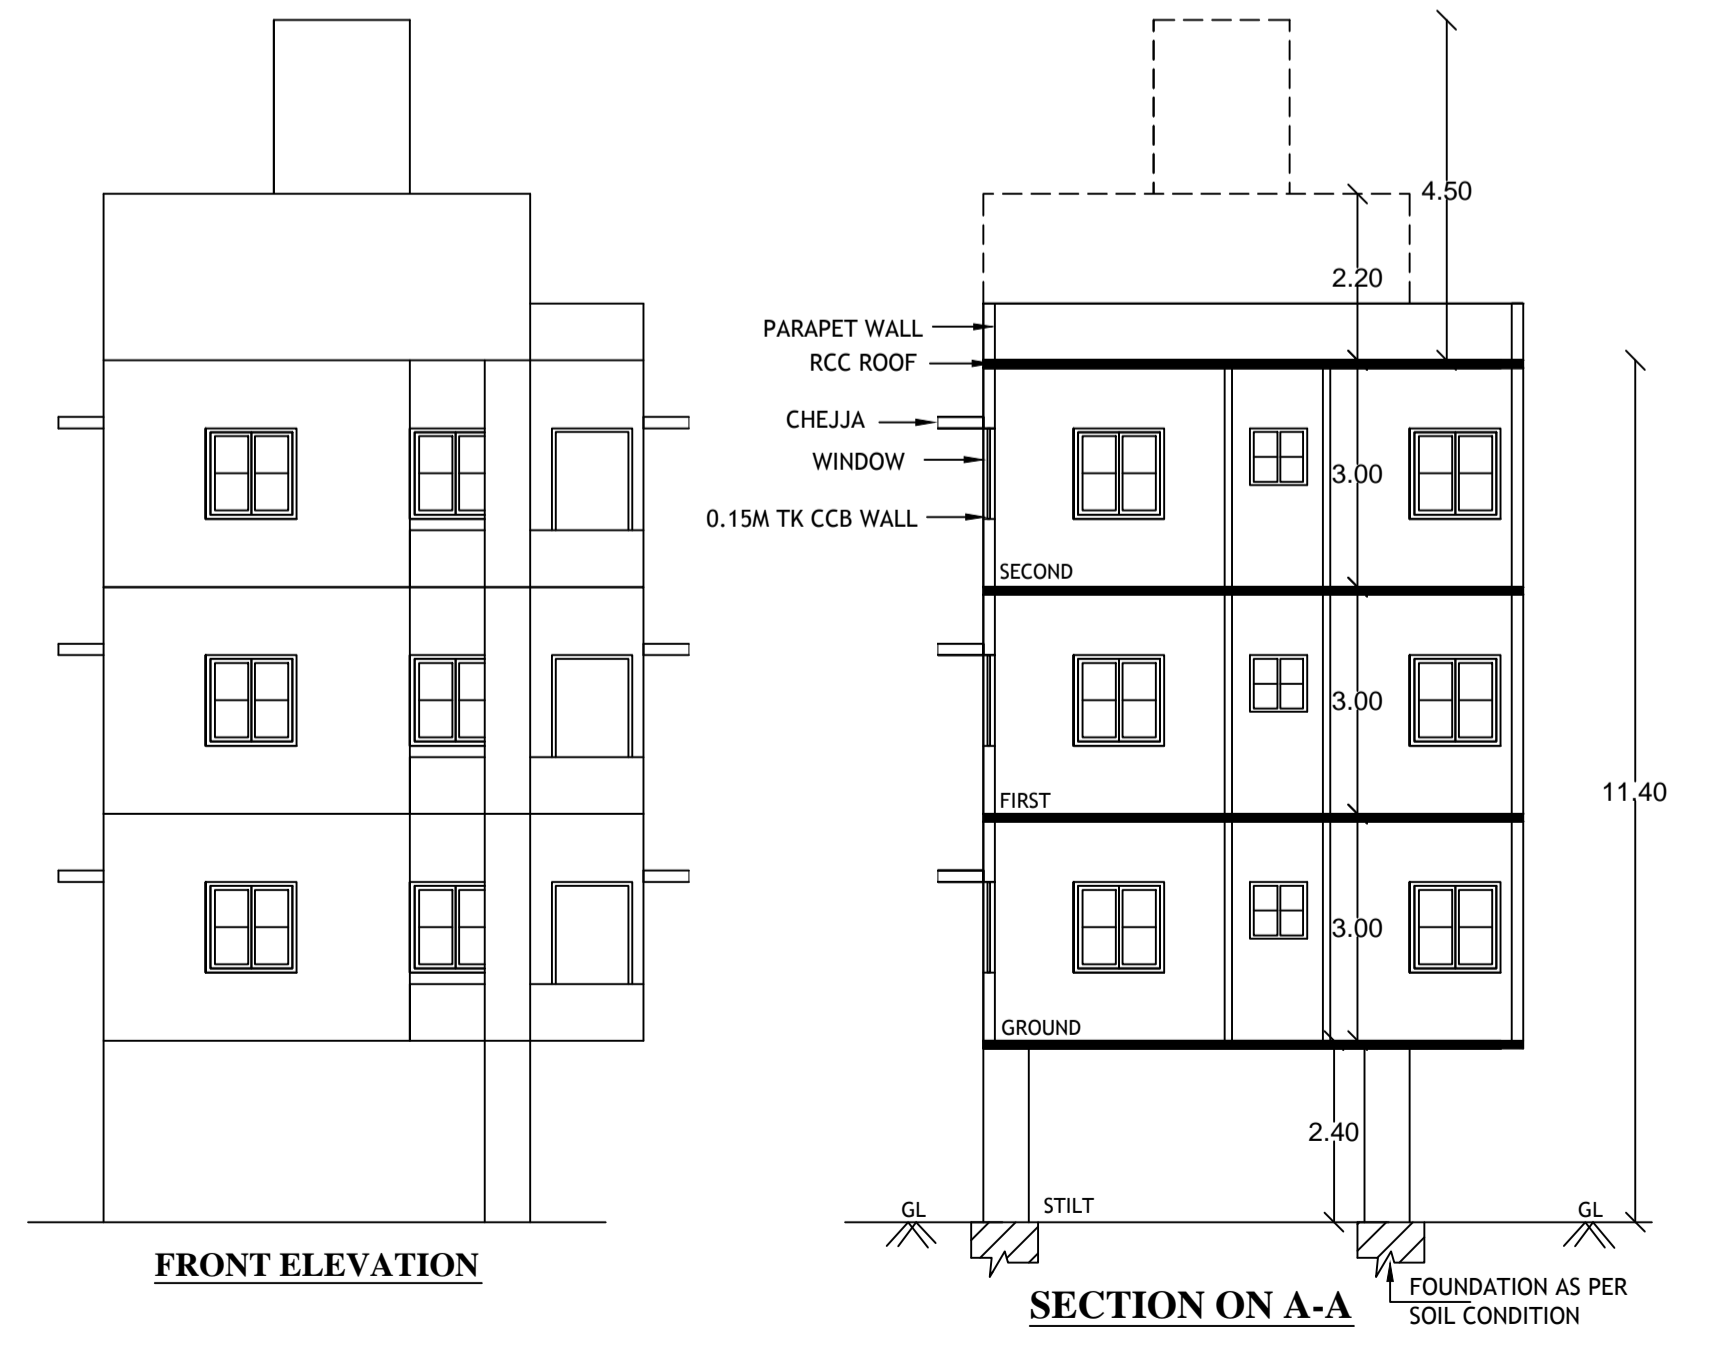 4.50
2.20
PARAPET WALL
RCC ROOF
CHEJJA
WINDOW
3.00
0.15M TK CCB WALL
SECOND
3.00
11.40
FIRST
3.00
GROUND
2.40
STILT
GL
GL
FRONT ELEVATION
FOUNDATION AS PER
SOIL CONDITION
SECTION ON A-A